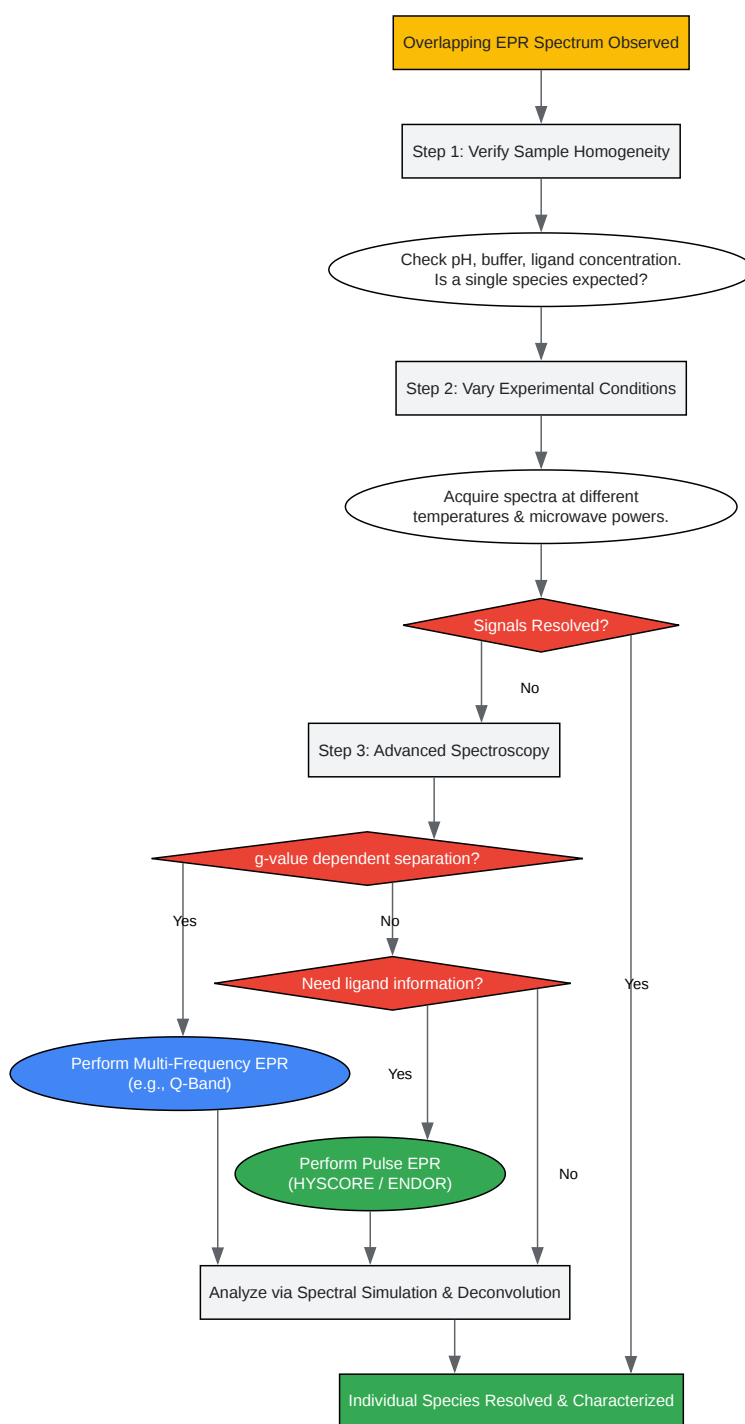 Overlapping EPR Spectrum Observed
Step 1: Verify Sample Homogeneity
Check pH, buffer, ligand concentration.
Is a single species expected?
Step 2: Vary Experimental Conditions
Acquire spectra at different
temperatures & microwave powers.
Signals Resolved?
No
Step 3: Advanced Spectroscopy
g-value dependent separation?
Yes
No
Need ligand information?
Yes
Perform Multi-Frequency EPR
(e.g., Q-Band)
Yes
Perform Pulse EPR
(HYSCORE / ENDOR)
No
Analyze via Spectral Simulation & Deconvolution
Individual Species Resolved & Characterized